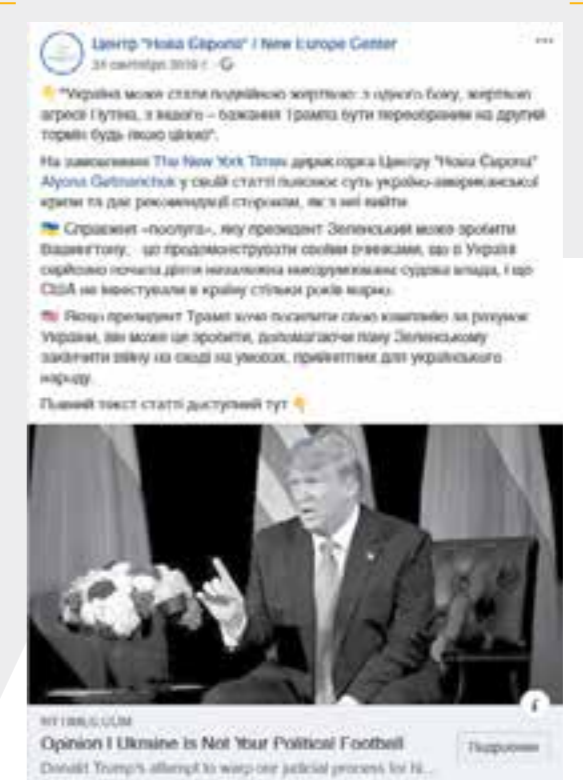 Центр "Нова Європа" / New Europe Center
24 сентября 2019 г.
"Україна може стати подвійною жертвою: з одного боку, жертвою
агресії Путіна, з іншого – бажання Трампа бути переобраним на другий
термін будь-якою ціною".
На замовлення The New York Times директорка Центру "Нова Європа"
Alyona Getmanchuk у своїй статті пояснює суть україно-американської
кризи та дає рекомендації сторонам, як з неї вийти.
Справжня «послуга», яку президент Зеленський може зробити
Вашингтону, - це продемонструвати своїми вчинками, що в Україні
серйозно почала діяти незалежна некорумпована судова влада, і що
США не інвестували в країну стільки років марно.
Якщо президент Трамп хоче посилити свою кампанію за рахунок
України, він може це зробити, допомагаючи пану Зеленському
закінчити війну на сході на умовах, прийнятних для українського
народу.
Повний текст статті доступний тут
NYTIMES.COM
Opinion | Ukraine Is Not Your Political Football
Подробнее
Donald Trump's attempt to warp our judicial process for hi...